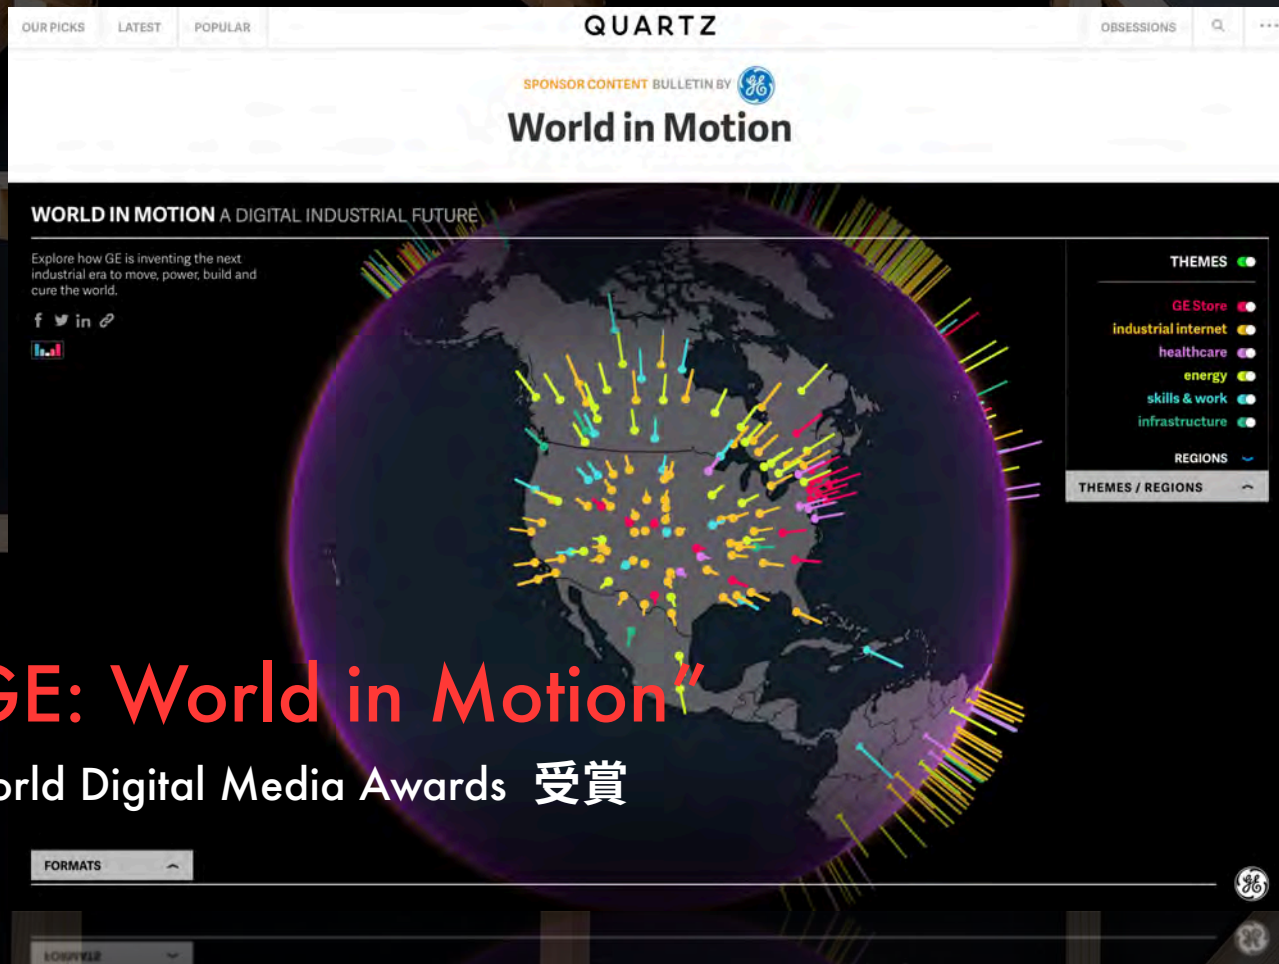 OUR PICKS LATEST POPULAR QUARTZ OBSESSIONS
SPONSOR CONTENT BULLETIN BY GE
World in Motion
WORLD IN MOTION A DIGITAL INDUSTRIAL FUTURE
Explore how GE is inventing the next
industrial era to move, power, build and
cure the world.
THEMES
GE Store
industrial internet
healthcare
energy
skills & work
infrastructure
REGIONS
THEMES / REGIONS
GE: World in Motion”
orld Digital Media Awards 受賞
FORMATS
GE